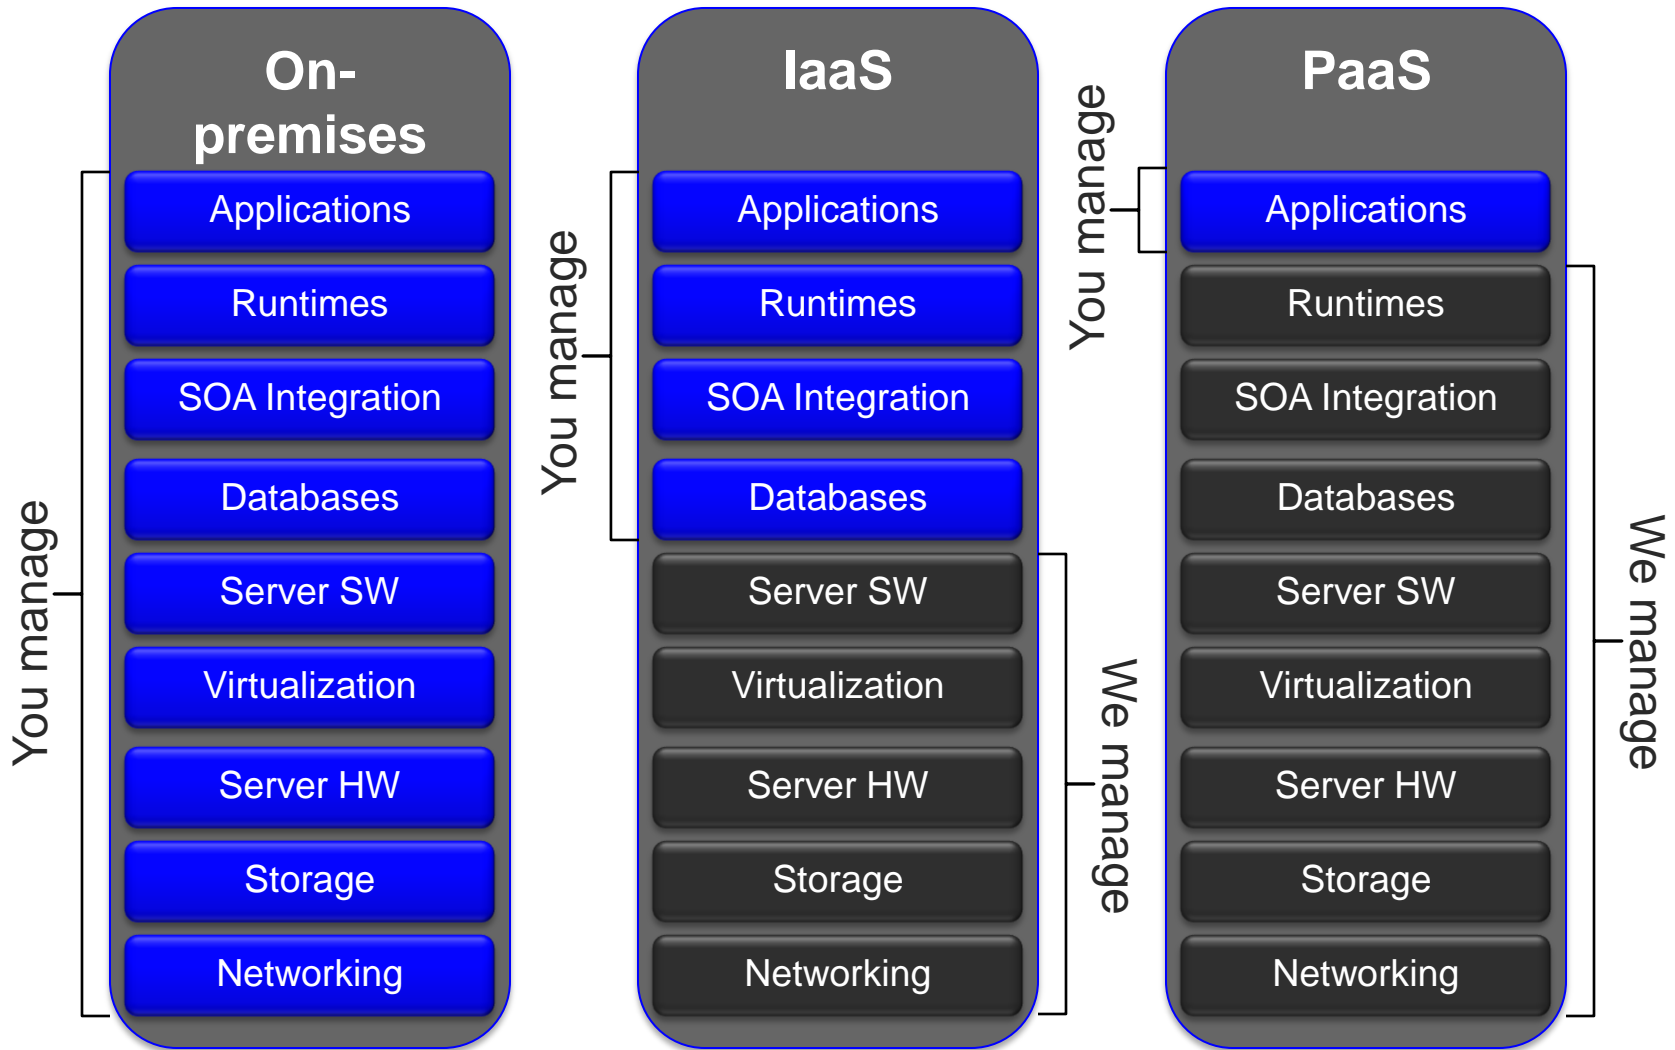 On-
premises
You manage
Applications
Runtimes
SOA Integration
Databases
Server SW
Virtualization
Server HW
Storage
Networking
IaaS
You manage
Applications
Runtimes
SOA Integration
Databases
Server SW
Virtualization
Server HW
Storage
Networking
We manage
PaaS
You manage
Applications
Runtimes
SOA Integration
Databases
Server SW
Virtualization
Server HW
Storage
Networking
We manage